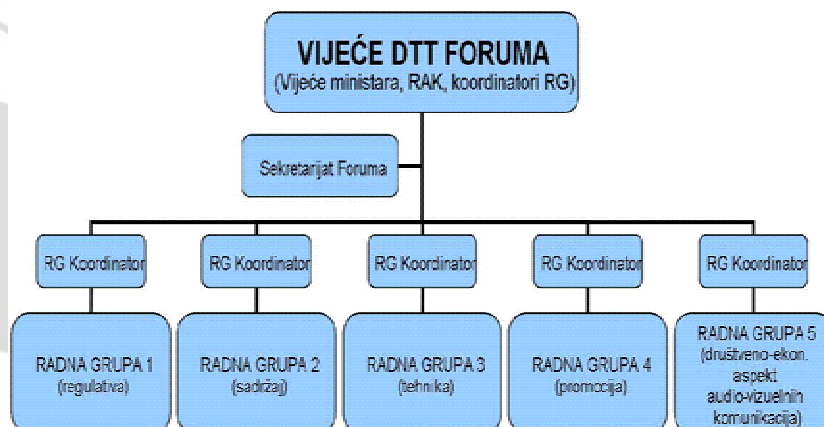 VIJEĆE DTT FORUMA
(Vijeće ministara, RAK, koordinatori RG)
Sekretarijat Foruma
RG Koordinator
RG Koordinator
RG Koordinator
RG Koordinator
RG Koordinator
RADNA GRUPA 1
(regulativa)
RADNA GRUPA 2
(sadržaj)
RADNA GRUPA 3
(tehnika)
RADNA GRUPA 4
(promocija)
RADNA GRUPA 5
(društveno-ekon.
aspekt
audio-vizuelnih
komunikacija)